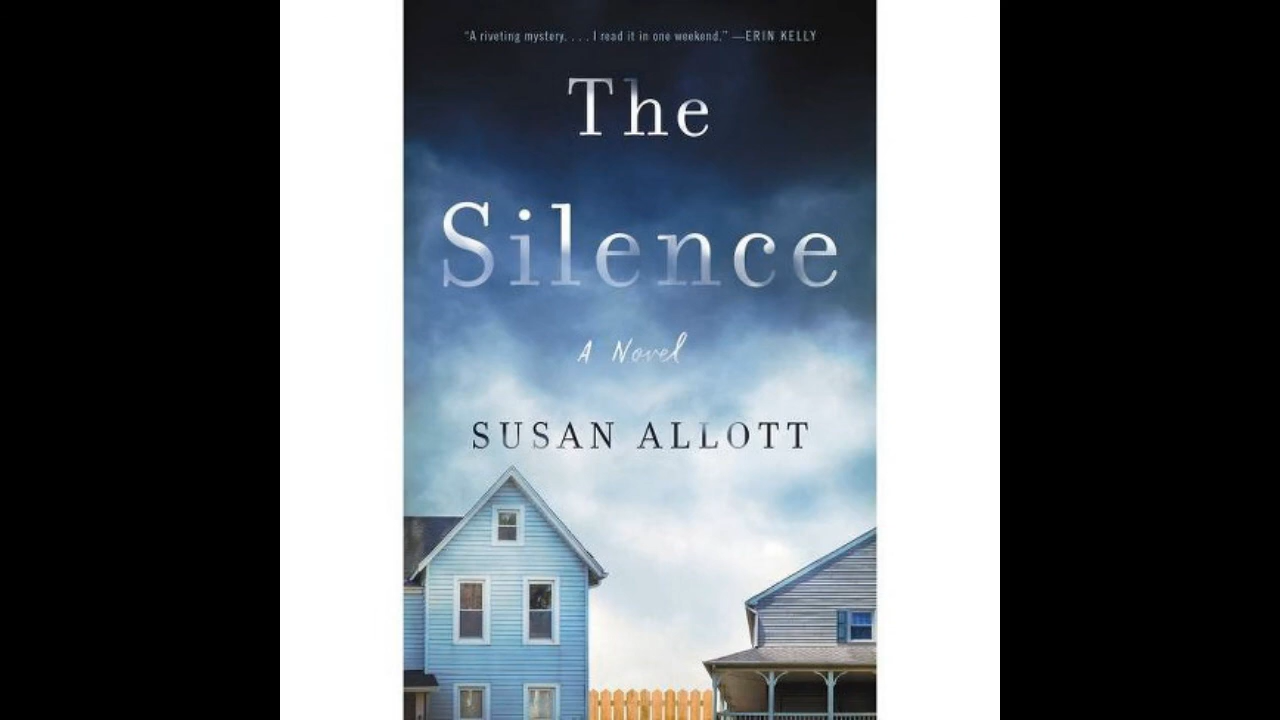 “A riveting mystery. . . . I read it in one weekend.” —ERIN KELLY
The
Silence
A Novel
SUSAN ALLOTT